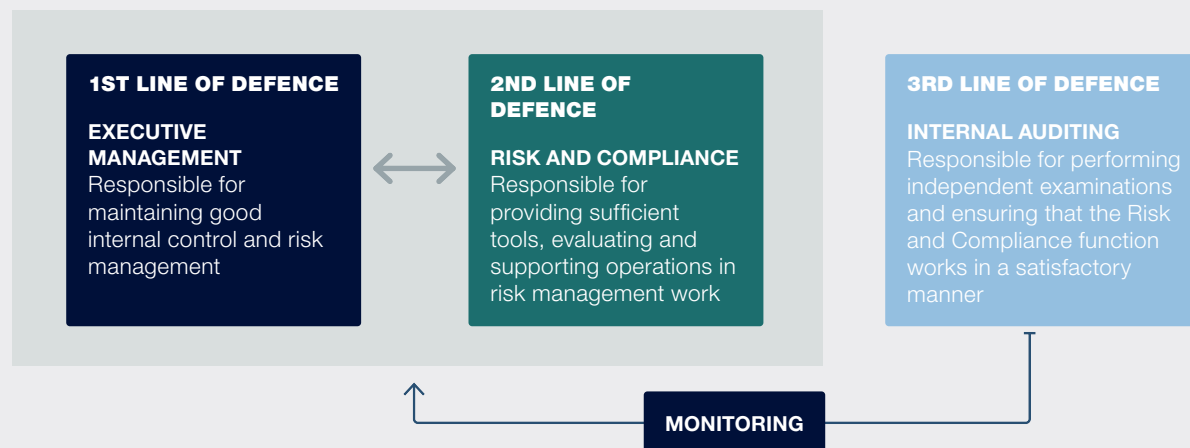 1ST LINE OF DEFENCE
EXECUTIVE
MANAGEMENT
Responsible for
maintaining good
internal control and risk
management
2ND LINE OF
DEFENCE
RISK AND COMPLIANCE
Responsible for
providing sufficient
tools, evaluating and
supporting operations in
risk management work
3RD LINE OF DEFENCE
INTERNAL AUDITING
Responsible for performing
independent examinations
and ensuring that the Risk
and Compliance function
works in a satisfactory
manner
MONITORING